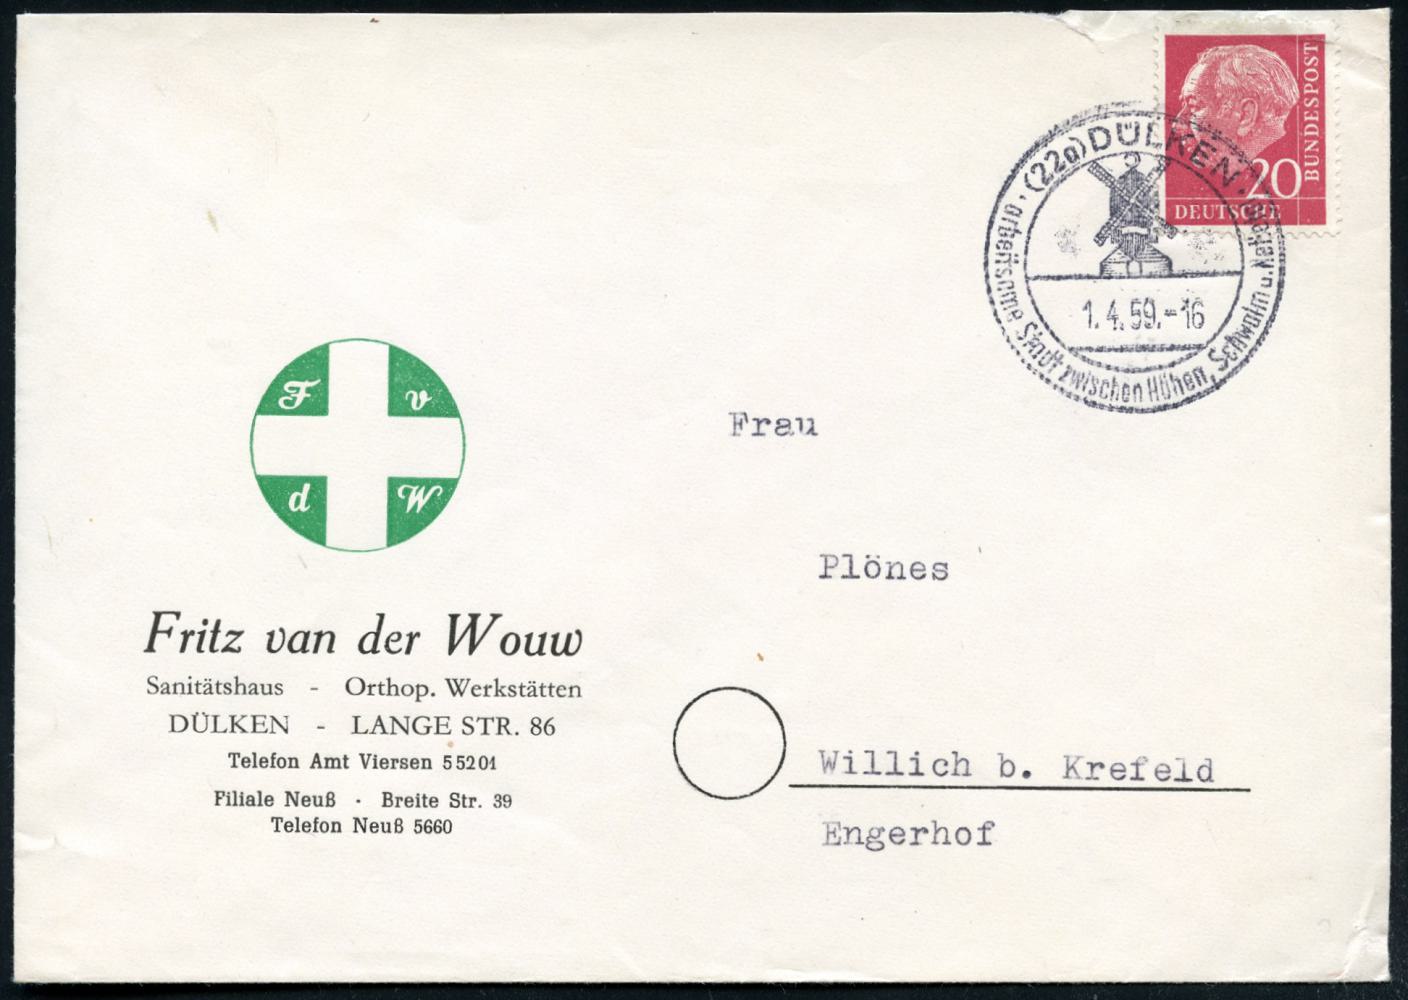 20
DEUTSCHE
BUNDESPOST
(22a) DÜLKEN
arbeitsame Stadt zwischen Höhen, Schwalm u.
1.4.59.-16
F v
d W
Fritz van der Wouw
Sanitätshaus - Orthop. Werkstätten
DÜLKEN - LANGE STR. 86
Telefon Amt Viersen 55201
Filiale Neuß · Breite Str. 39
Telefon Neuß 5660
Frau
Plönes
Willich b. Krefeld
Engerhof